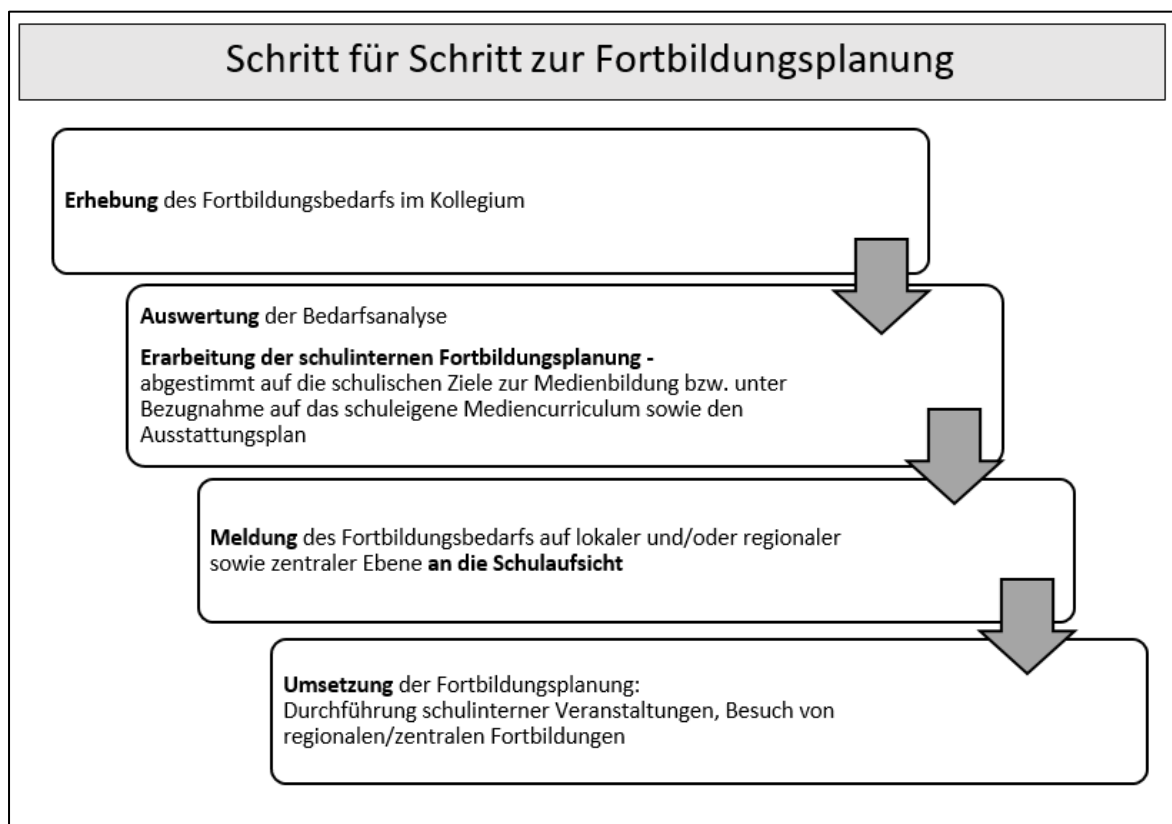 Schritt für Schritt zur Fortbildungsplanung
Erhebung des Fortbildungsbedarfs im Kollegium
Auswertung der Bedarfsanalyse
Erarbeitung der schulinternen Fortbildungsplanung -
abgestimmt auf die schulischen Ziele zur Medienbildung bzw. unter
Bezugnahme auf das schuleigene Mediencurriculum sowie den
Ausstattungsplan
Meldung des Fortbildungsbedarfs auf lokaler und/oder regionaler
sowie zentraler Ebene an die Schulaufsicht
Umsetzung der Fortbildungsplanung:
Durchführung schulinterner Veranstaltungen, Besuch von
regionalen/zentralen Fortbildungen